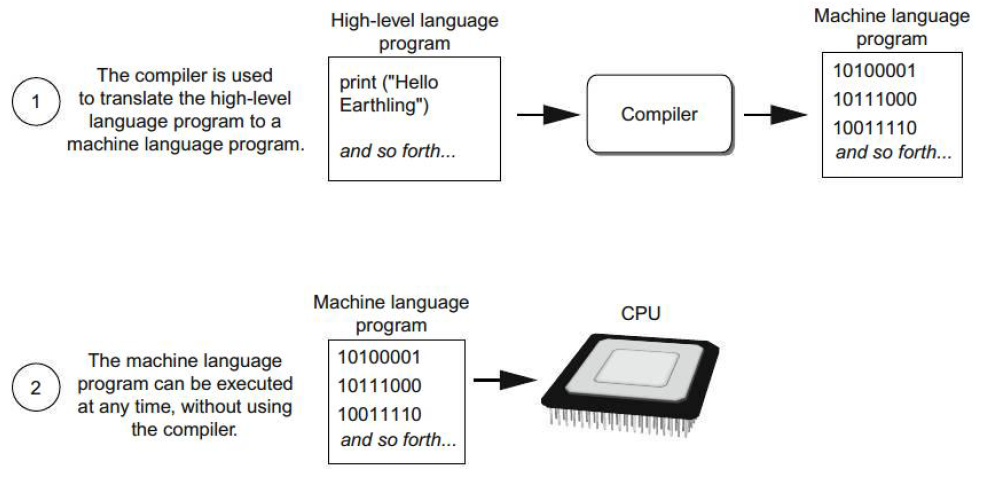 High-level language
program
Machine language
program
1
The compiler is used
to translate the high-level
language program to a
machine language program.
print ("Hello
Earthling")
and so forth...
Compiler
10100001
10111000
10011110
and so forth...
Machine language
program
CPU
2
The machine language
program can be executed
at any time, without using
the compiler.
10100001
10111000
10011110
and so forth...